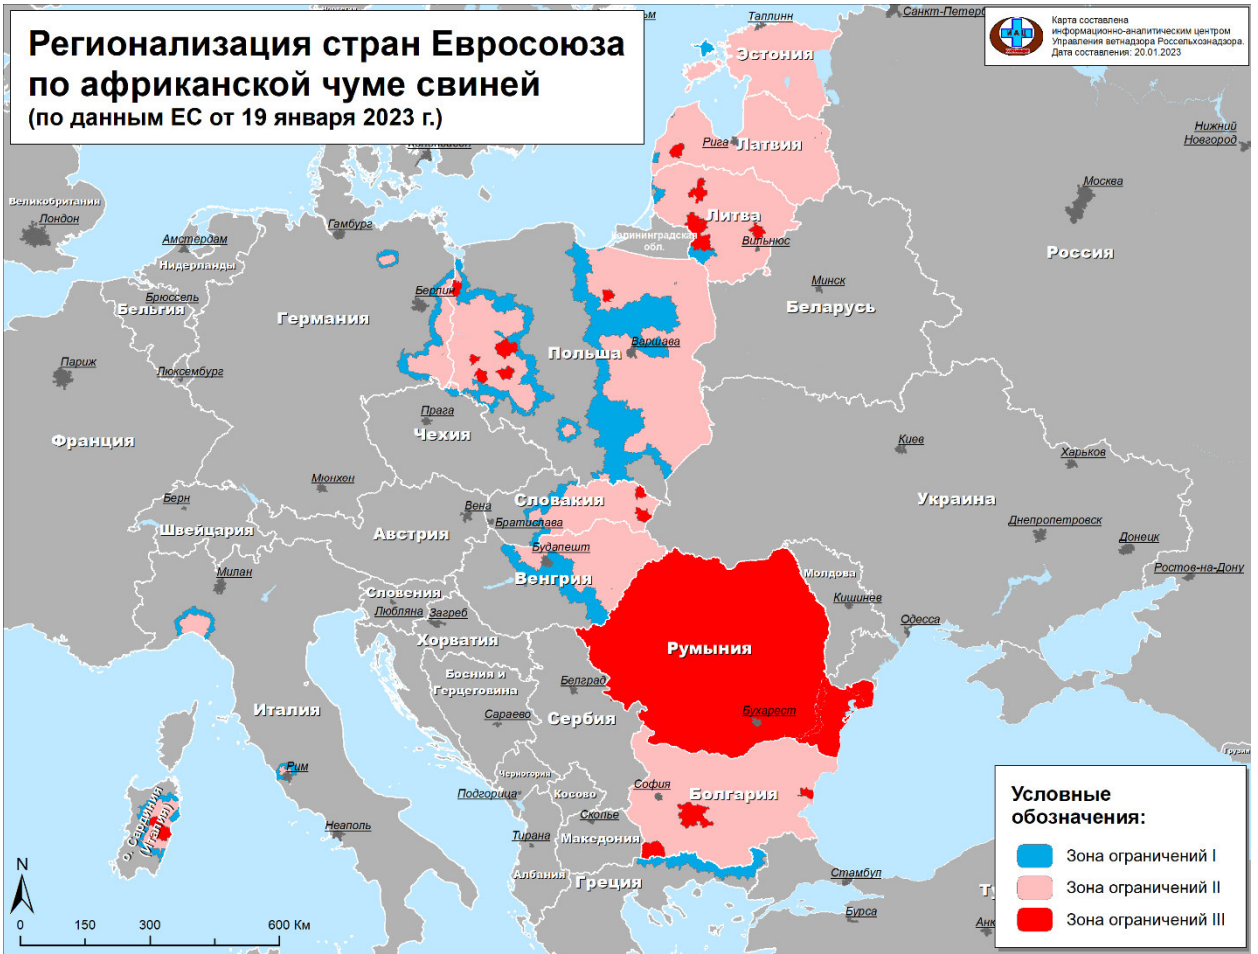 Регионализация стран Евросоюза
по африканской чуме свиней
(по данным ЕС от 19 января 2023 г.)
Карта составлена
информационно-аналитическим центром
Управления ветнадзора Россельхознадзора.
Дата составления: 20.01.2023
ИАЦ
Таллинн
Санкт-Петерб
Эстония
Нижний
Новгород
Рига
Латвия
Москва
Великобритания
Лондон
Гамбург
Литва
Калининградская
обл.
Вильнюс
Амстердам
Нидерланды
Россия
Минск
Беларусь
Брюссель
Бельгия
Берлин
Германия
Польша
Варшава
Париж
Люксембург
Прага
Чехия
Франция
Киев
Харьков
Мюнхен
Берн
Вена
Словакия
Братислава
Украина
Швейцария
Австрия
Днепропетровск
Донецк
Будапешт
Венгрия
Милан
Молдова
Ростов-на-Дону
Словения
Любляна
Загреб
Кишинев
Одесса
Хорватия
Румыния
Босния и
Герцеговина
Белград
Италия
Сараево
Сербия
Бухарест
Грузия
Рим
Черногория
Подгорица
Косово
София
Болгария
о. Сардиния
(Италия)
Неаполь
Скопье
Тирана
Македония
Албания
Греция
Стамбул
Бурса
Ту
Анк
N
0 150 300 600 Км
Условные
обозначения:
Зона ограничений I
Зона ограничений II
Зона ограничений III